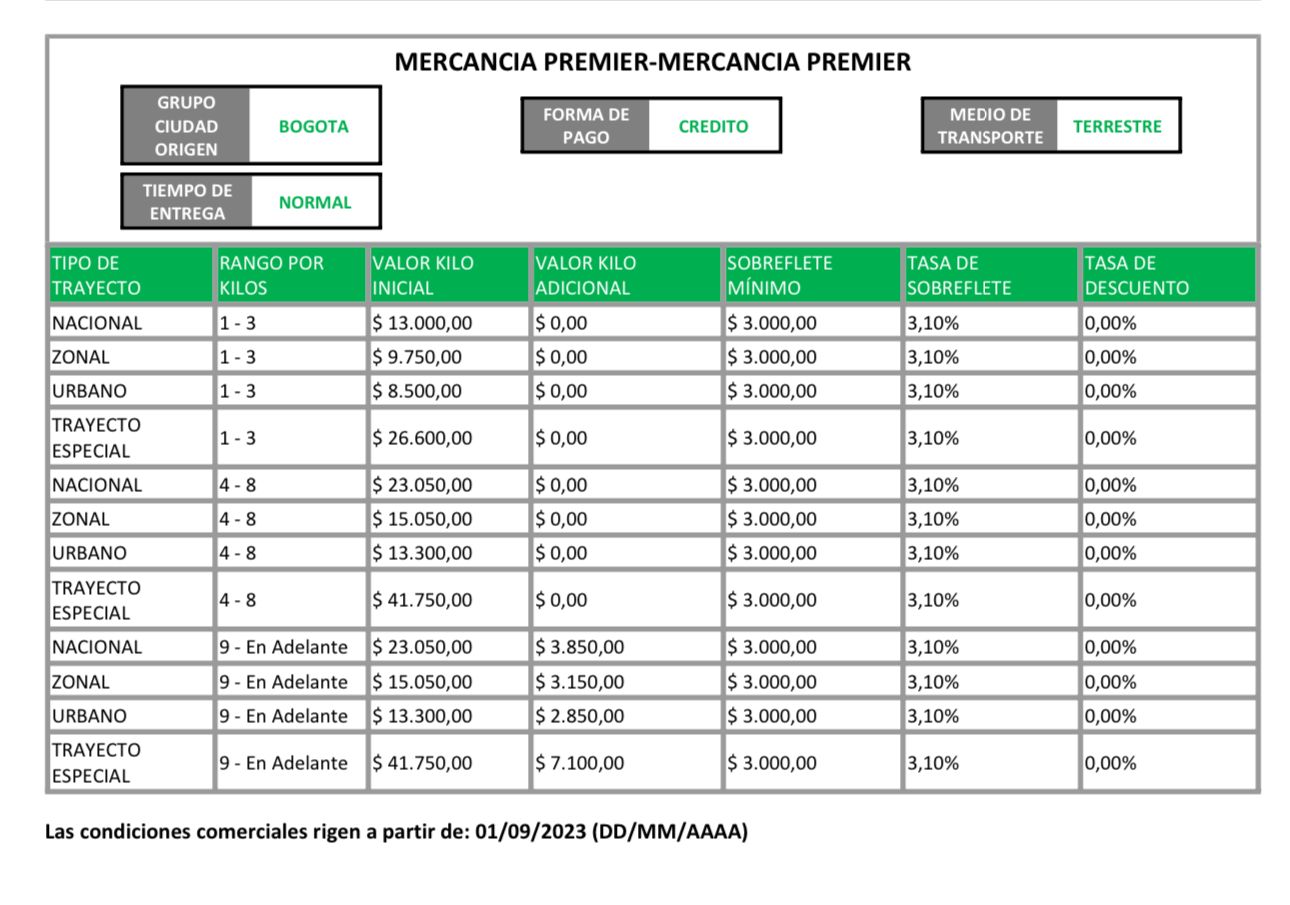 MERCANCIA PREMIER-MERCANCIA PREMIER
GRUPO
CIUDAD
ORIGEN
BOGOTA
FORMA DE
PAGO
CREDITO
MEDIO DE
TRANSPORTE
TERRESTRE
TIEMPO DE
ENTREGA
NORMAL
TIPO DE
TRAYECTO
RANGO POR
KILOS
VALOR KILO
INICIAL
VALOR KILO
ADICIONAL
SOBREFLETE
MÍNIMO
TASA DE
SOBREFLETE
TASA DE
DESCUENTO
NACIONAL 1 - 3 $ 13.000,00 $ 0,00 $ 3.000,00 3,10% 0,00%
ZONAL 1 - 3 $ 9.750,00 $ 0,00 $ 3.000,00 3,10% 0,00%
URBANO 1 - 3 $ 8.500,00 $ 0,00 $ 3.000,00 3,10% 0,00%
TRAYECTO
ESPECIAL
1 - 3 $ 26.600,00 $ 0,00 $ 3.000,00 3,10% 0,00%
NACIONAL 4 - 8 $ 23.050,00 $ 0,00 $ 3.000,00 3,10% 0,00%
ZONAL 4 - 8 $ 15.050,00 $ 0,00 $ 3.000,00 3,10% 0,00%
URBANO 4 - 8 $ 13.300,00 $ 0,00 $ 3.000,00 3,10% 0,00%
TRAYECTO
ESPECIAL
4 - 8 $ 41.750,00 $ 0,00 $ 3.000,00 3,10% 0,00%
NACIONAL 9 - En Adelante $ 23.050,00 $ 3.850,00 $ 3.000,00 3,10% 0,00%
ZONAL 9 - En Adelante $ 15.050,00 $ 3.150,00 $ 3.000,00 3,10% 0,00%
URBANO 9 - En Adelante $ 13.300,00 $ 2.850,00 $ 3.000,00 3,10% 0,00%
TRAYECTO
ESPECIAL
9 - En Adelante $ 41.750,00 $ 7.100,00 $ 3.000,00 3,10% 0,00%
Las condiciones comerciales rigen a partir de: 01/09/2023 (DD/MM/AAAA)